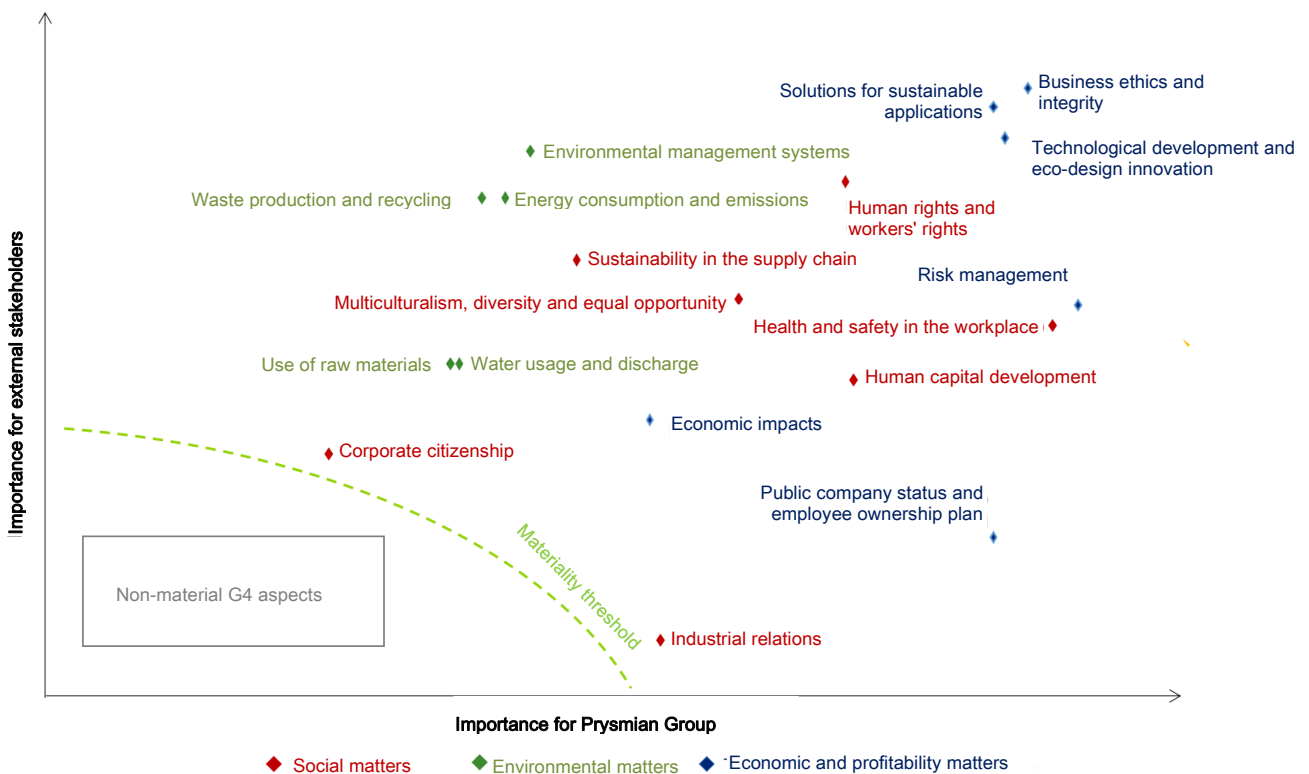 Solutions for sustainable
applications
Business ethics and
integrity
Technological development and
eco-design innovation
Environmental management systems
Waste production and recycling
Energy consumption and emissions
Human rights and
workers' rights
Sustainability in the supply chain
Risk management
Multiculturalism, diversity and equal opportunity
Health and safety in the workplace
Use of raw materials
Water usage and discharge
Human capital development
Economic impacts
Corporate citizenship
Public company status and
employee ownership plan
Materiality threshold
Non-material G4 aspects
Industrial relations
Importance for external stakeholders
Importance for Prysmian Group
Social matters
Environmental matters
Economic and profitability matters